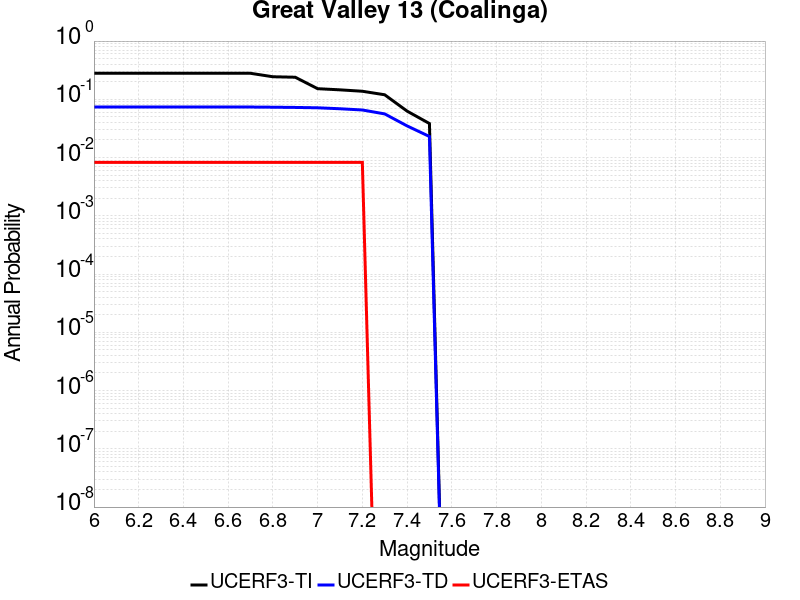 Great Valley 13 (Coalinga)
10^0
10^-1
10^-2
10^-3
10^-4
10^-5
10^-6
10^-7
10^-8
Annual Probability
6 6.2 6.4 6.6 6.8 7 7.2 7.4 7.6 7.8 8 8.2 8.4 8.6 8.8 9
Magnitude
UCERF3-TI UCERF3-TD UCERF3-ETAS